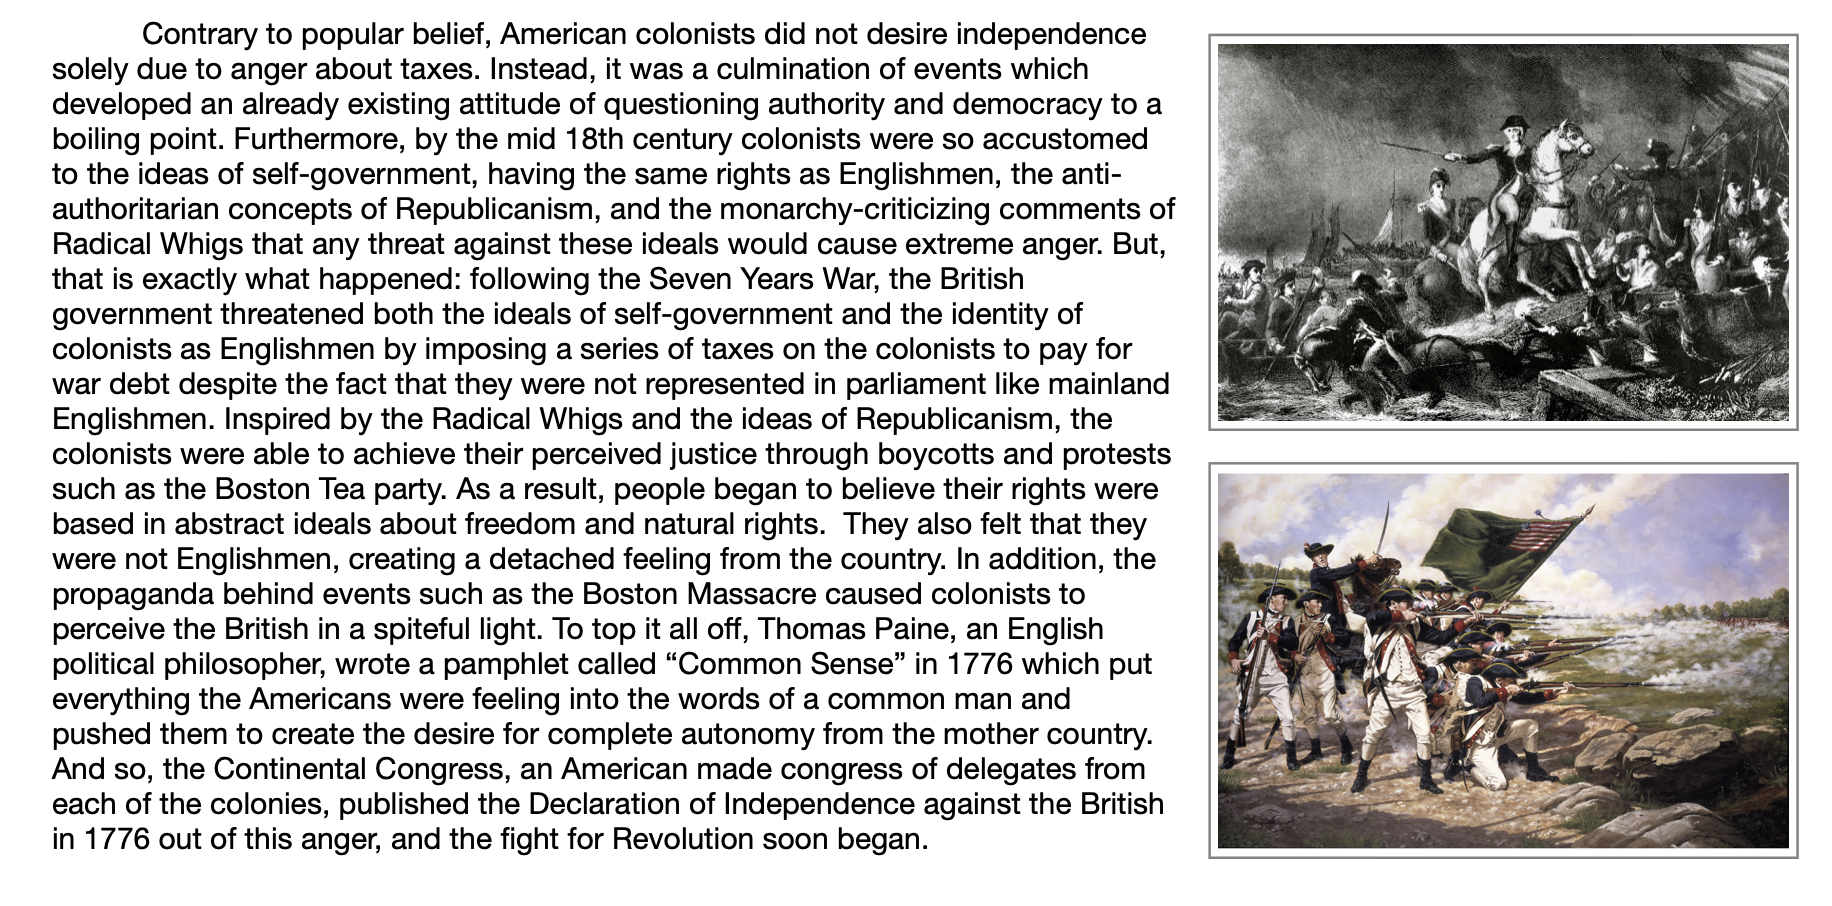 Contrary to popular belief, American colonists did not desire independence
solely due to anger about taxes. Instead, it was a culmination of events which
developed an already existing attitude of questioning authority and democracy to a
boiling point. Furthermore, by the mid 18th century colonists were so accustomed
to the ideas of self-government, having the same rights as Englishmen, the anti-
authoritarian concepts of Republicanism, and the monarchy-criticizing comments of
Radical Whigs that any threat against these ideals would cause extreme anger. But,
that is exactly what happened: following the Seven Years War, the British
government threatened both the ideals of self-government and the identity of
colonists as Englishmen by imposing a series of taxes on the colonists to pay for
war debt despite the fact that they were not represented in parliament like mainland
Englishmen. Inspired by the Radical Whigs and the ideas of Republicanism, the
colonists were able to achieve their perceived justice through boycotts and protests
such as the Boston Tea party. As a result, people began to believe their rights were
based in abstract ideals about freedom and natural rights.  They also felt that they
were not Englishmen, creating a detached feeling from the country. In addition, the
propaganda behind events such as the Boston Massacre caused colonists to
perceive the British in a spiteful light. To top it all off, Thomas Paine, an English
political philosopher, wrote a pamphlet called “Common Sense” in 1776 which put
everything the Americans were feeling into the words of a common man and
pushed them to create the desire for complete autonomy from the mother country.
And so, the Continental Congress, an American made congress of delegates from
each of the colonies, published the Declaration of Independence against the British
in 1776 out of this anger, and the fight for Revolution soon began.